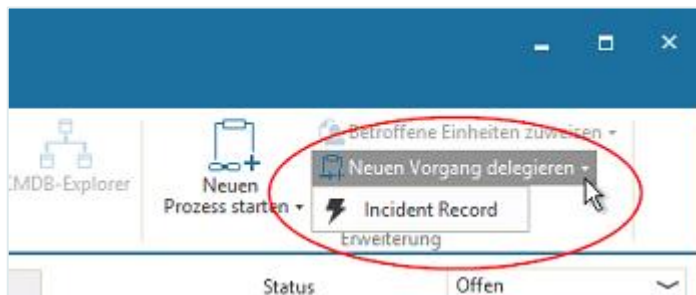 Betroffene Einheiten zuweisen
CMDB-Explorer
Neuen
Prozess starten
Neuen Vorgang delegieren
Incident Record
Erweiterung
Status
Offen